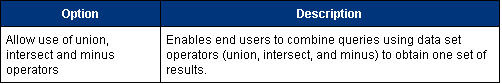 Option
Description
Allow use of union,
intersect and minus
operators
Enables end users to combine queries using data set
operators (union, intersect, and minus) to obtain one set of
results.